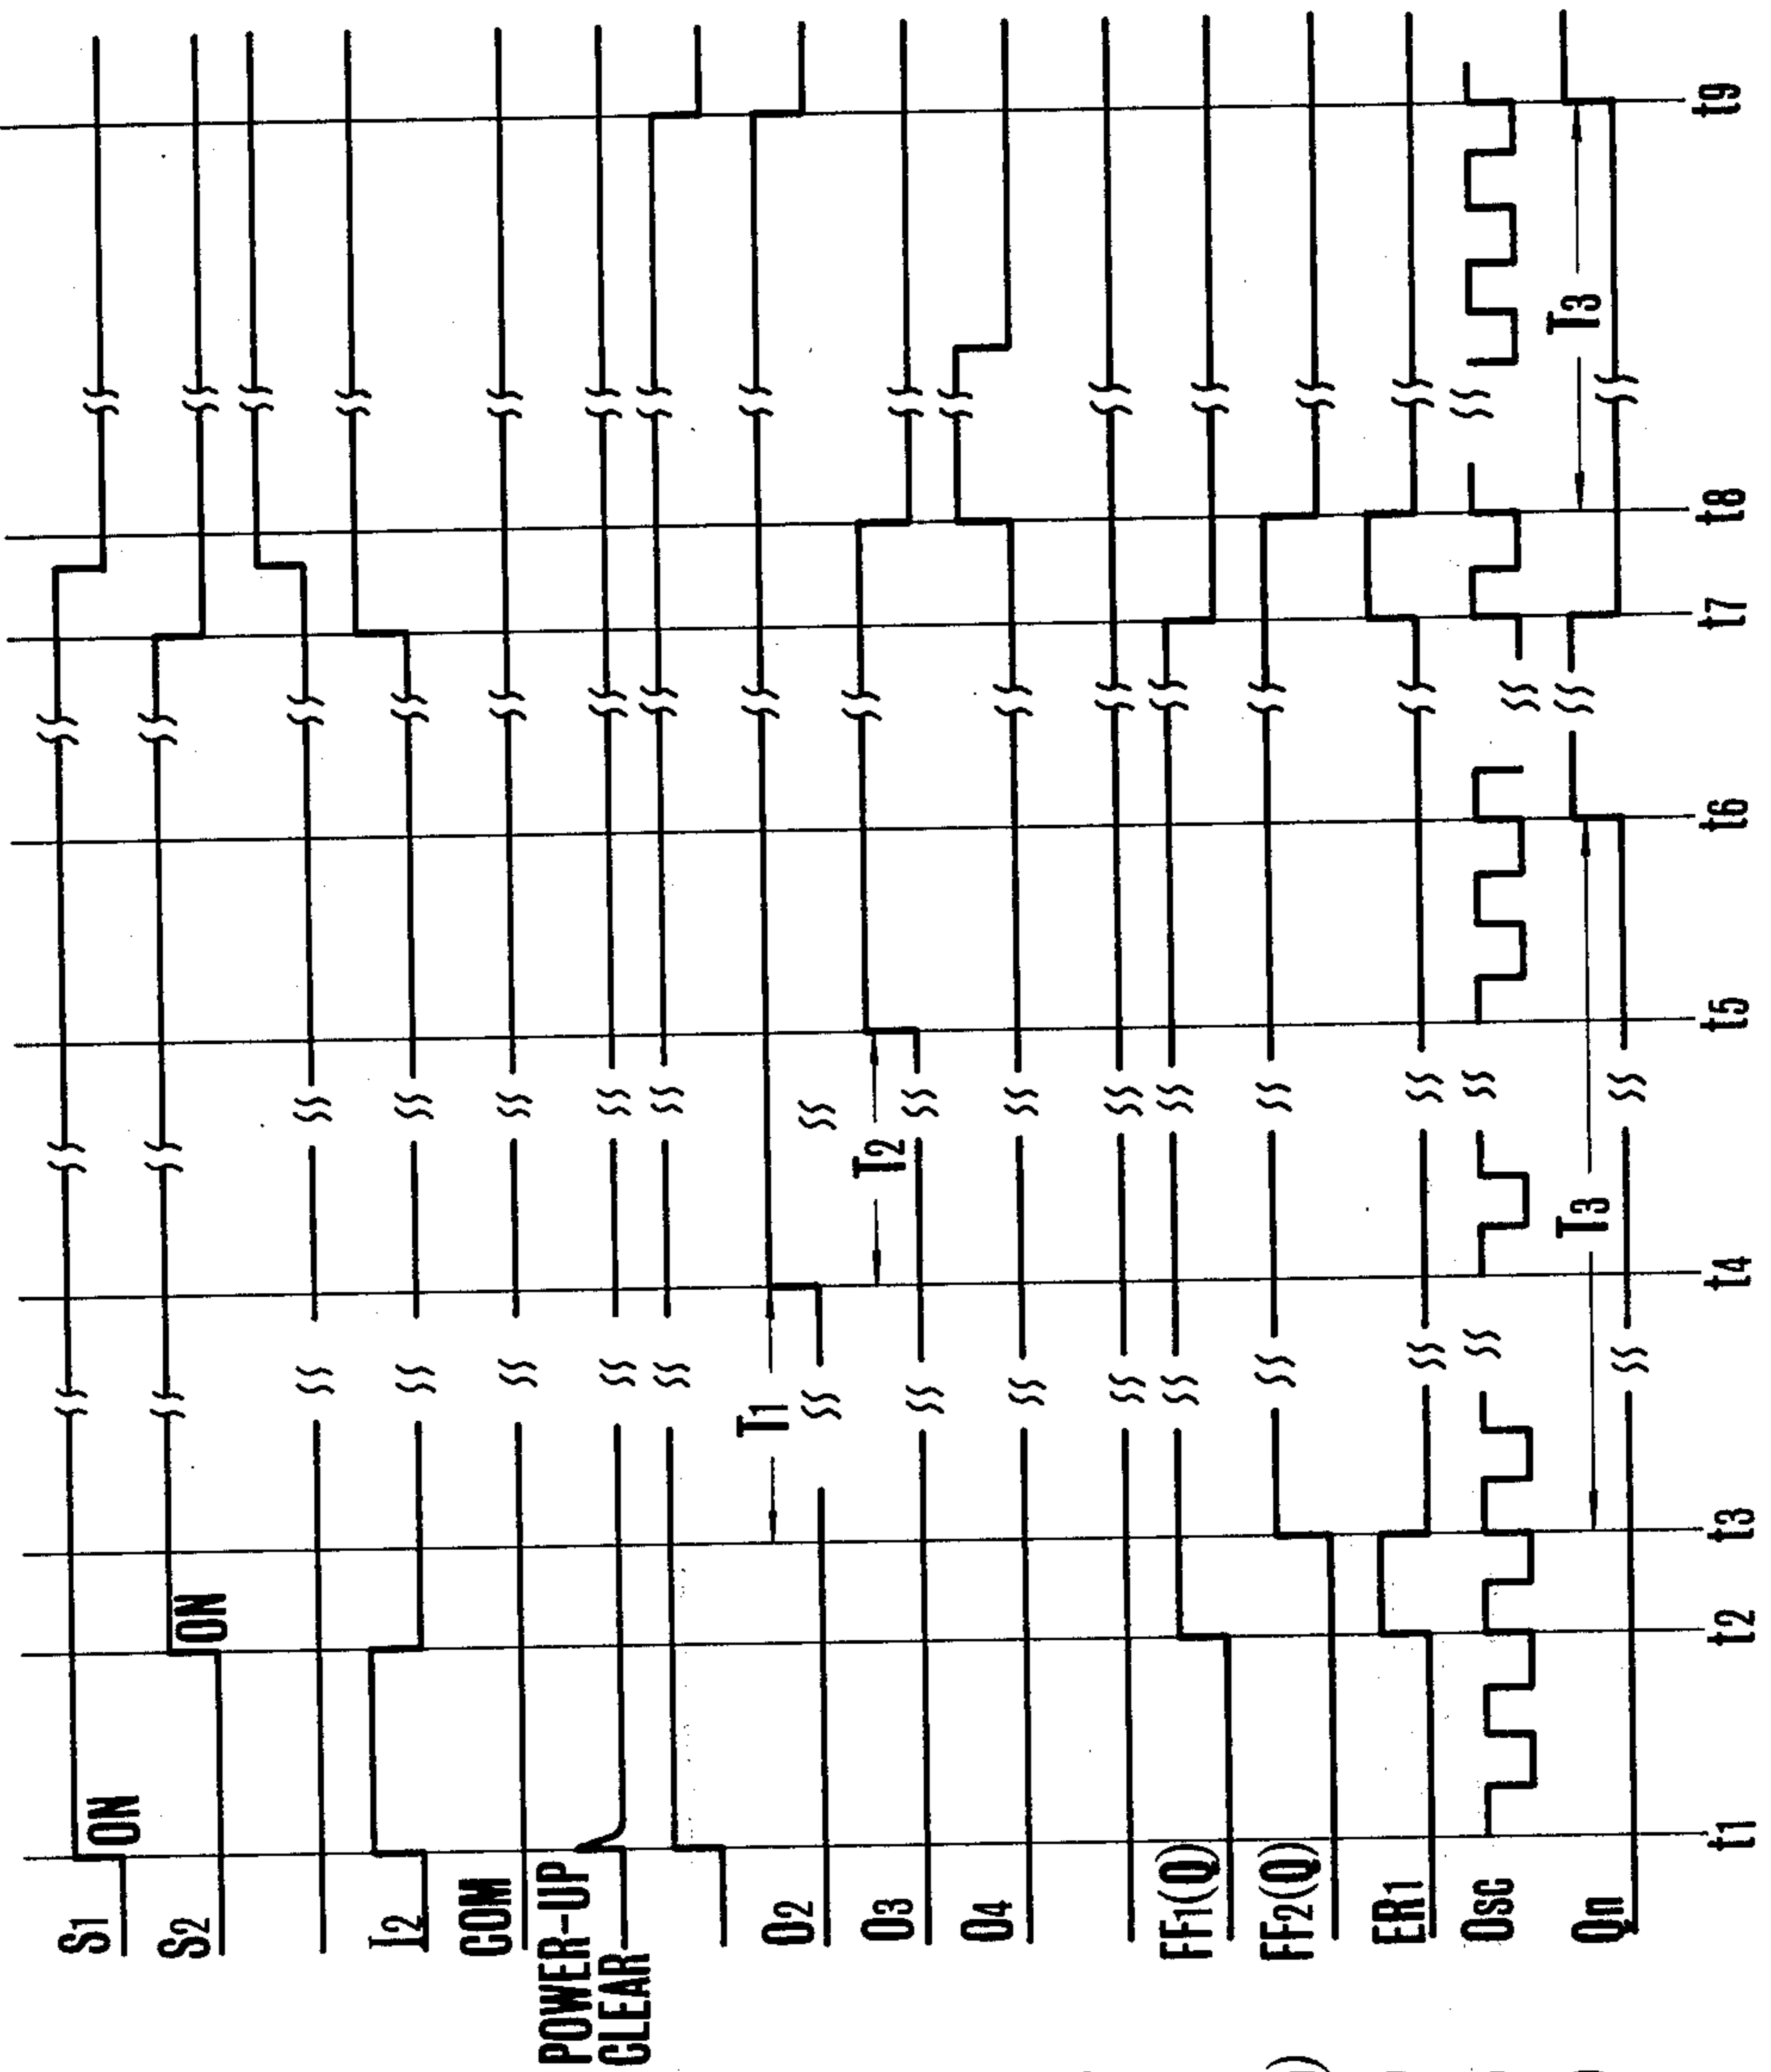 S1
ON
S2
ON
I2
COM
POWER-UP
CLEAR
O2
T1
O3
T2
O4
FF1(Q)
FF2(Q)
ER1
OSC
Qn
T3
T3
t1
t2
t3
t4
t5
t6
t7
t8
t9